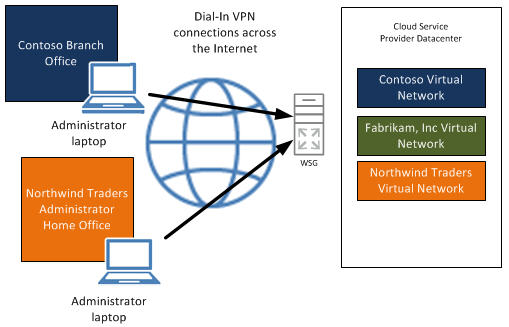 Contoso Branch
Office
Administrator
laptop
Northwind Traders
Administrator
Home Office
Administrator
laptop
Dial-In VPN
connections across
the Internet
WSG
Cloud Service
Provider Datacenter
Contoso Virtual
Network
Fabrikam, Inc Virtual
Network
Northwind Traders
Virtual Network